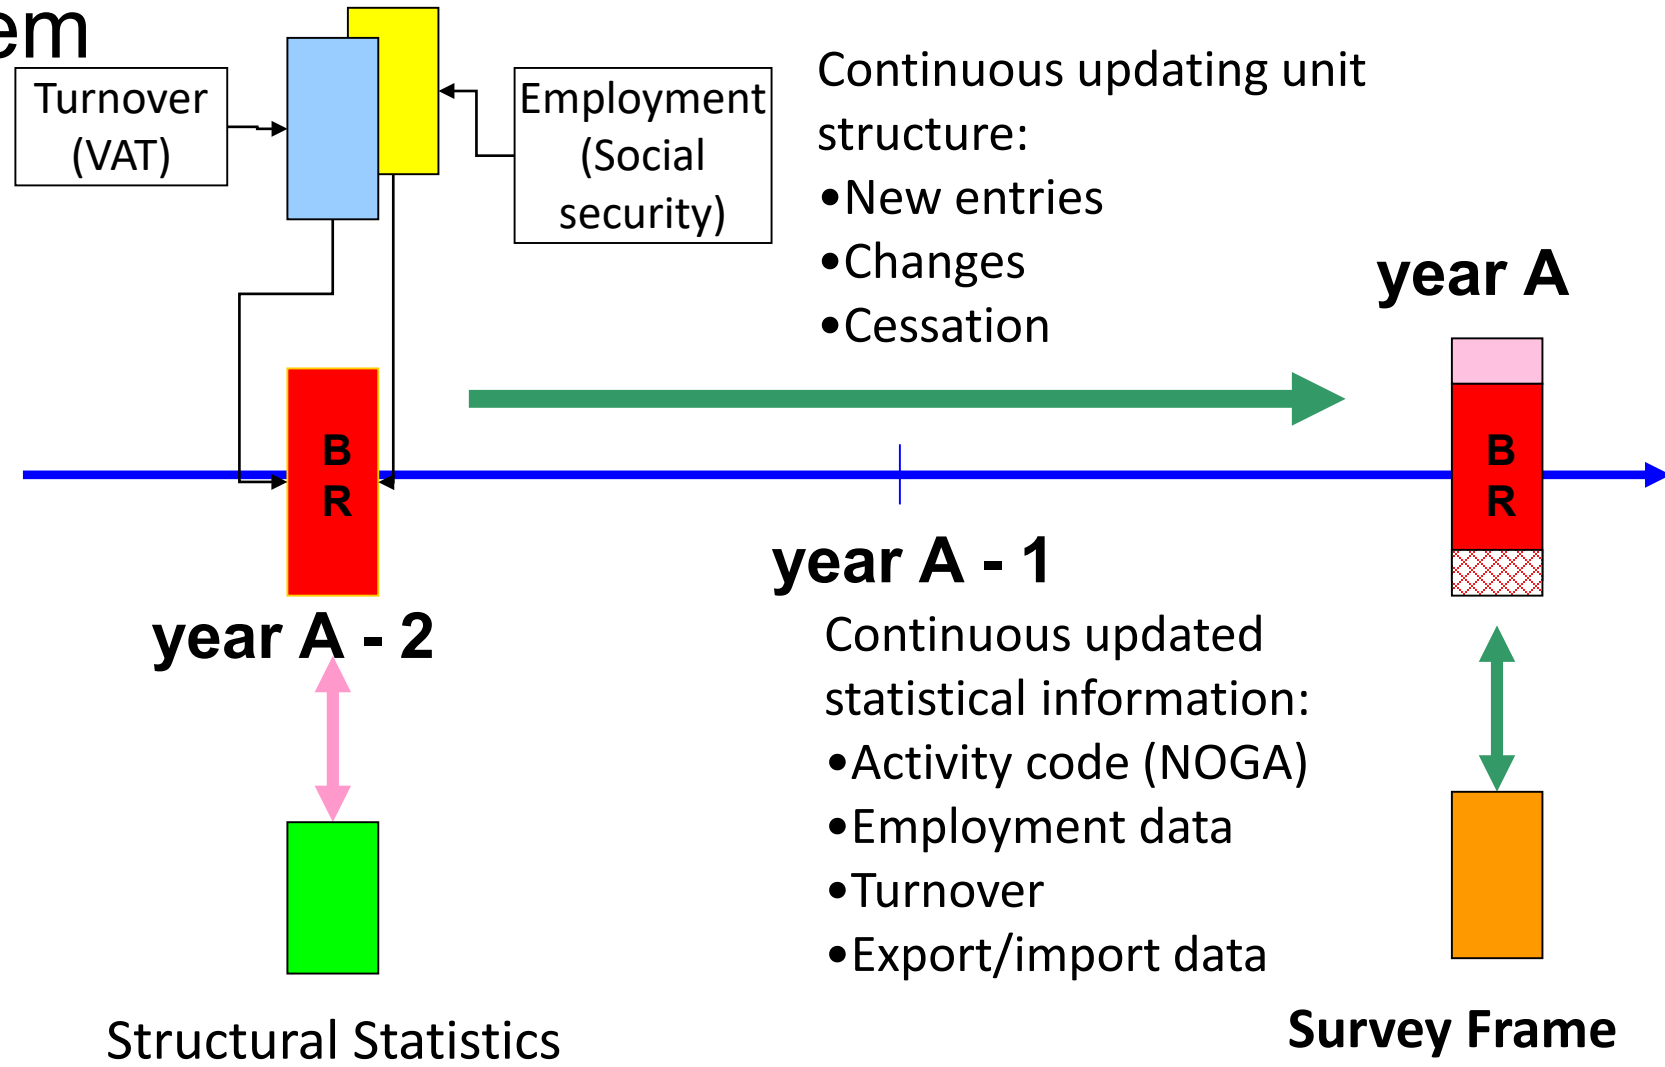 Turnover
(VAT)
Employment
(Social
security)
Continuous updating unit
structure:
•New entries
•Changes
•Cessation
year A
B
R
B
R
year A - 1
year A - 2
Continuous updated
statistical information:
•Activity code (NOGA)
•Employment data
•Turnover
•Export/import data
Structural Statistics
Survey Frame